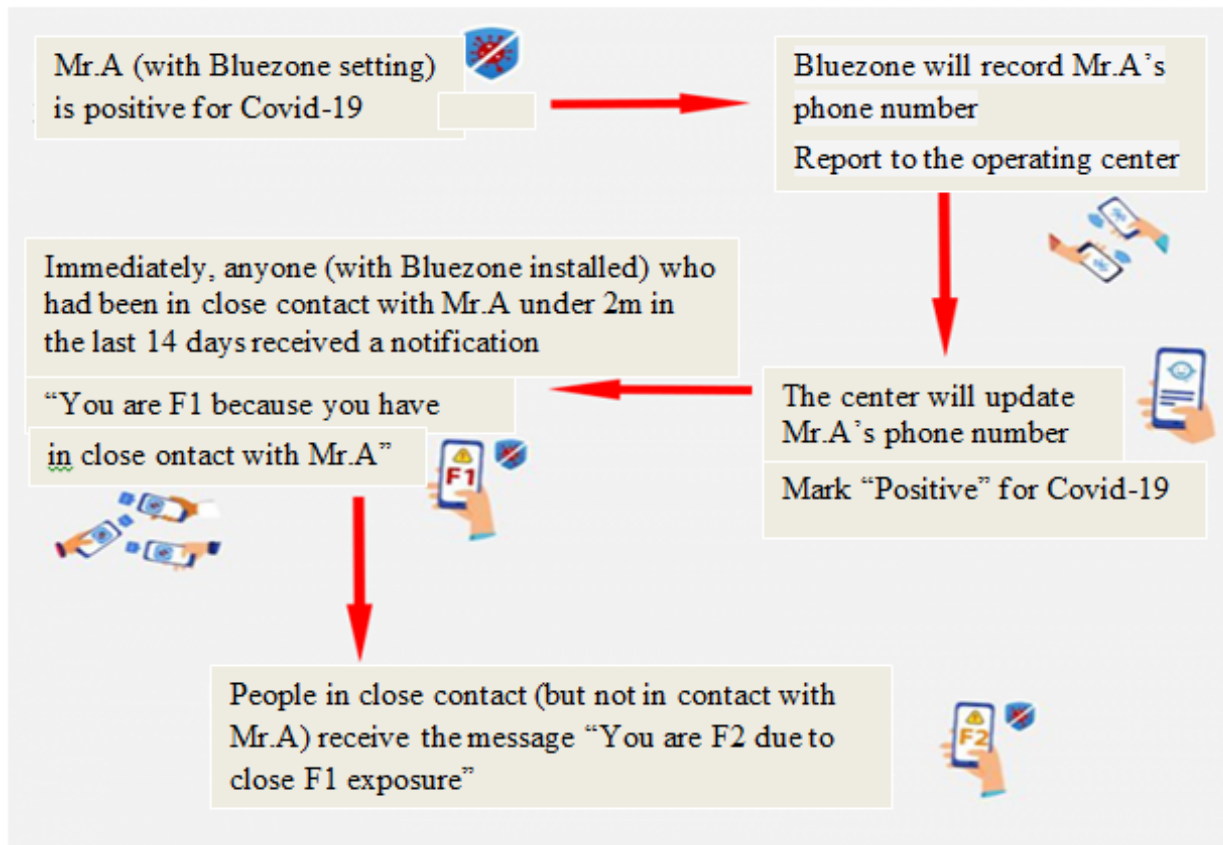 Mr.A (with Bluezone setting)
is positive for Covid-19
Bluezone will record Mr.A's
phone number
Report to the operating center
The center will update
Mr.A's phone number
Mark “Positive” for Covid-19
Immediately, anyone (with Bluezone installed) who
had been in close contact with Mr.A under 2m in
the last 14 days received a notification
“You are F1 because you have
in close ontact with Mr.A”
F1
People in close contact (but not in contact with
Mr.A) receive the message “You are F2 due to
close F1 exposure”
F2